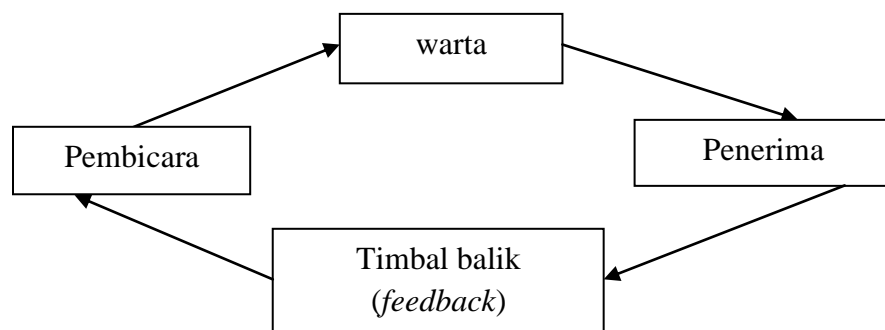 warta
Pembicara
Penerima
Timbal balik
(feedback)